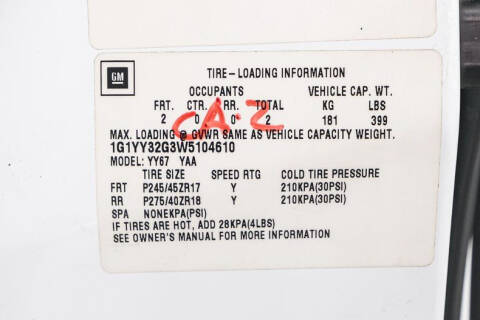 GM
TIRE-LOADING INFORMATION
OCCUPANTS VEHICLE CAP. WT.
FRT. CTR. RR. TOTAL KG LBS
2 0 2 181 399
CA-2
MAX. LOADING @ GVWR SAME AS VEHICLE CAPACITY WEIGHT.
1G1YY32G3W5104610
MODEL: YY67 YAA
TIRE SIZE SPEED RTG COLD TIRE PRESSURE
FRT P245/45ZR17 Y 210KPA(30PSI)
RR P275/40ZR18 Y 210KPA(30PSI)
SPA NONEKPA(PSI)
IF TIRES ARE HOT, ADD 28KPA(4LBS)
SEE OWNER'S MANUAL FOR MORE INFORMATION